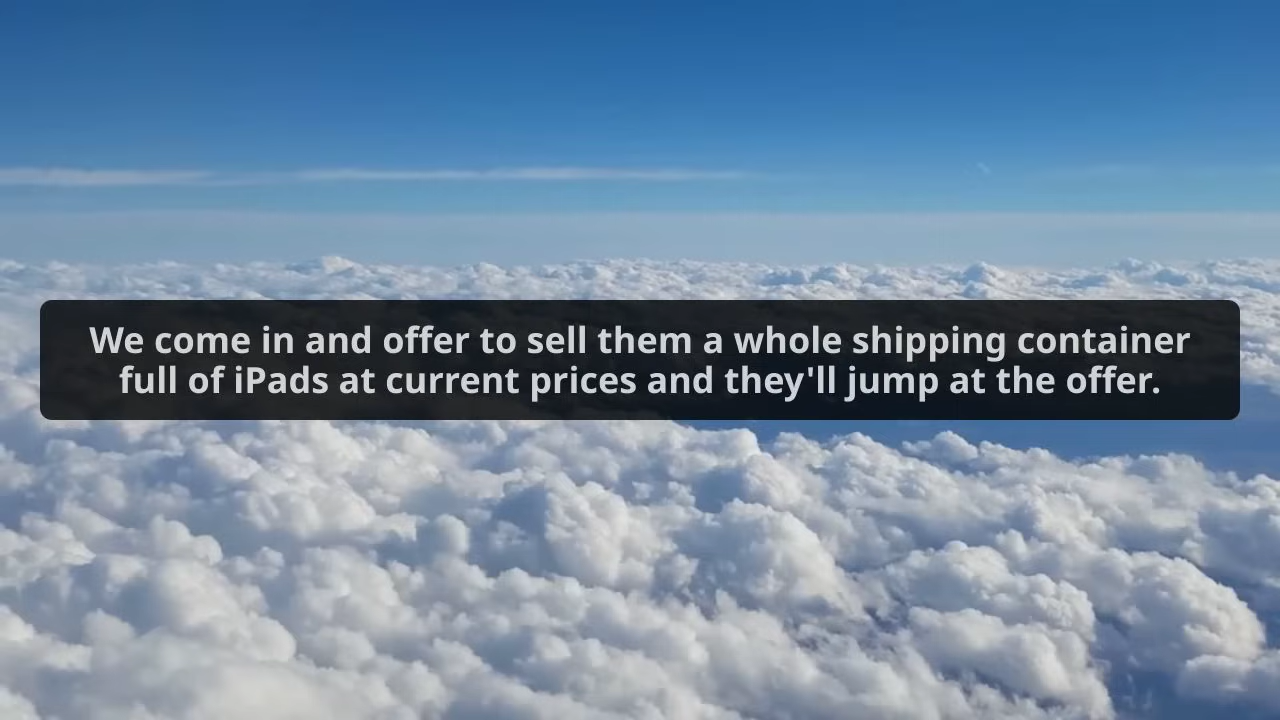 We come in and offer to sell them a whole shipping container
full of iPads at current prices and they'll jump at the offer.